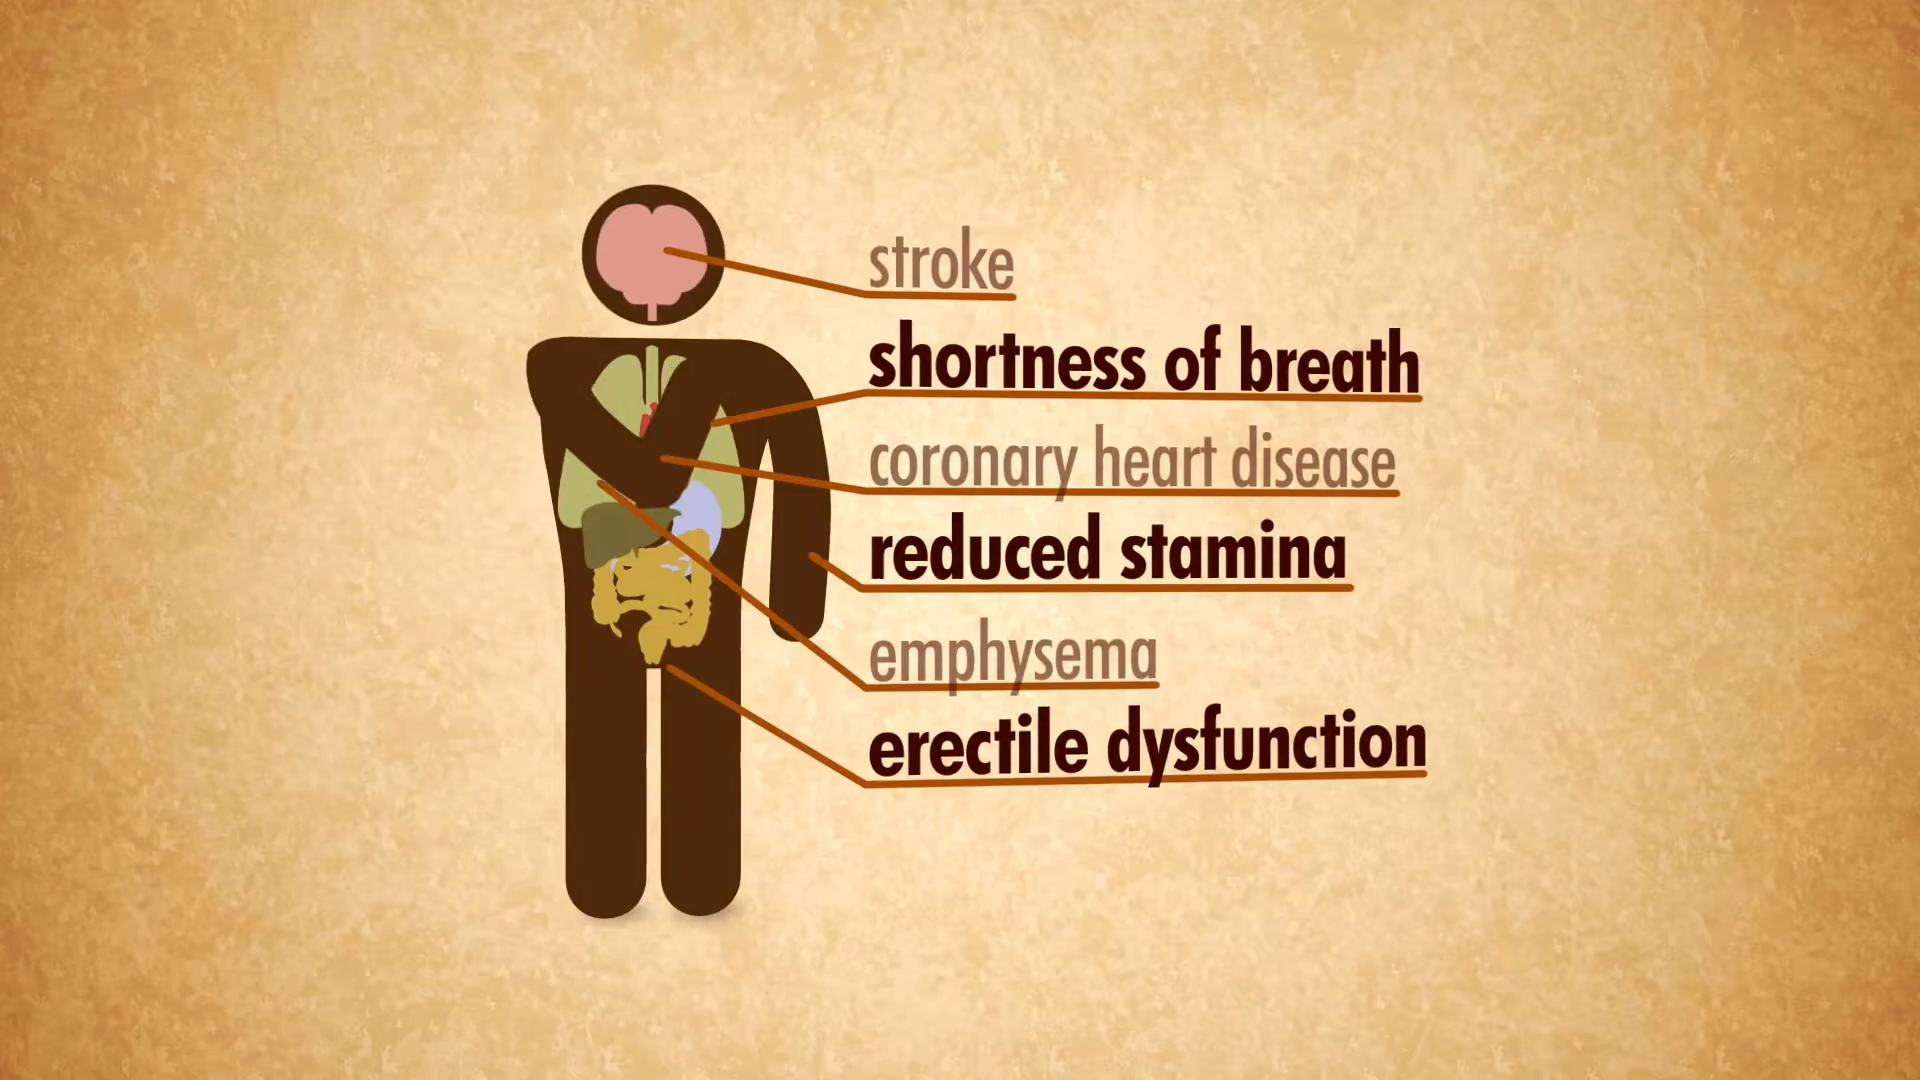 stroke
shortness of breath
coronary heart disease
reduced stamina
emphysema
erectile dysfunction